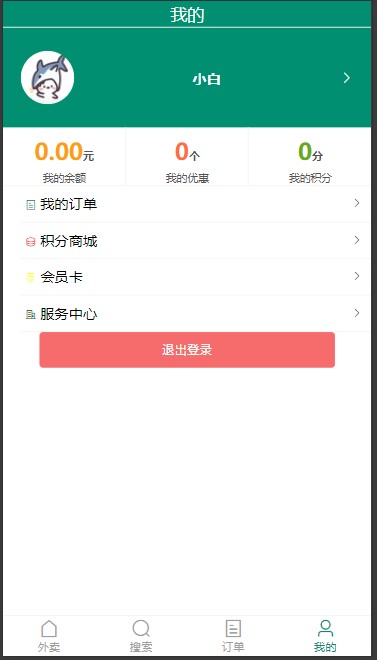 我的
小白
0.00元 0个 0分
我的余额 我的优惠 我的积分
我的订单
积分商城
会员卡
服务中心
退出登录
外卖 搜索 订单 我的